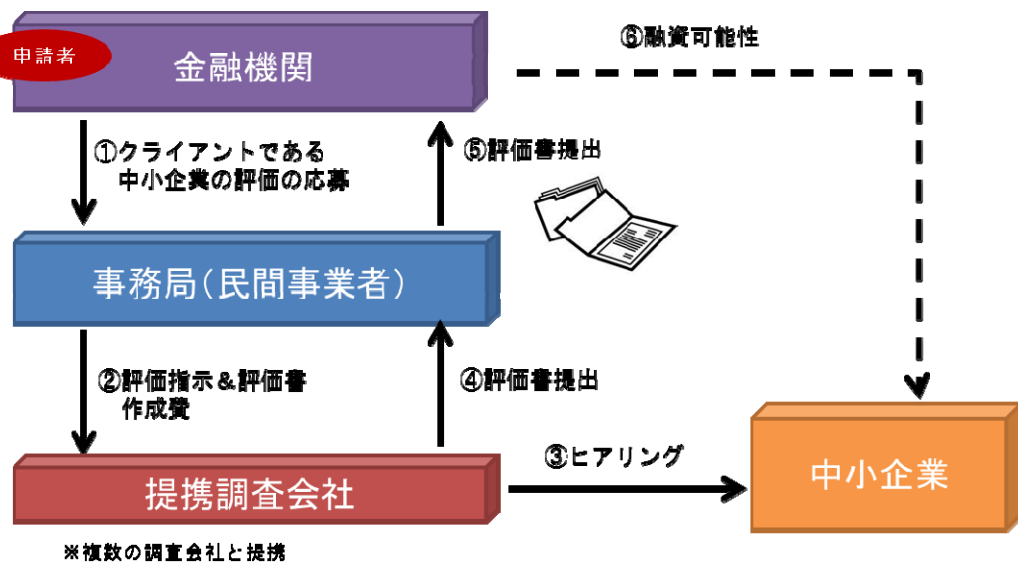 申請者
金融機関
⑥融資可能性
①クライアントである
中小企業の評価の応募
⑤評価書提出
事務局(民間事業者)
②評価指示&評価書
作成費
④評価書提出
③ヒアリング
中小企業
提携調査会社
※複数の調査会社と提携